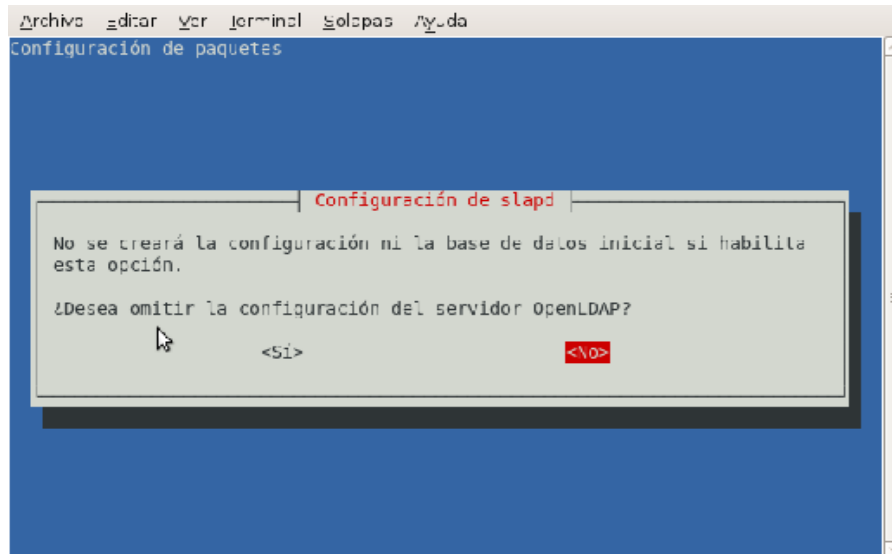 Archivo Editar Ver Terminal Solapas Ayuda
Configuración de paquetes
Configuración de slapd
No se creará la configuración ni la base de datos inicial si habilita
esta opción.
¿Desea omitir la configuración del servidor OpenLDAP?
<Sí> <No>